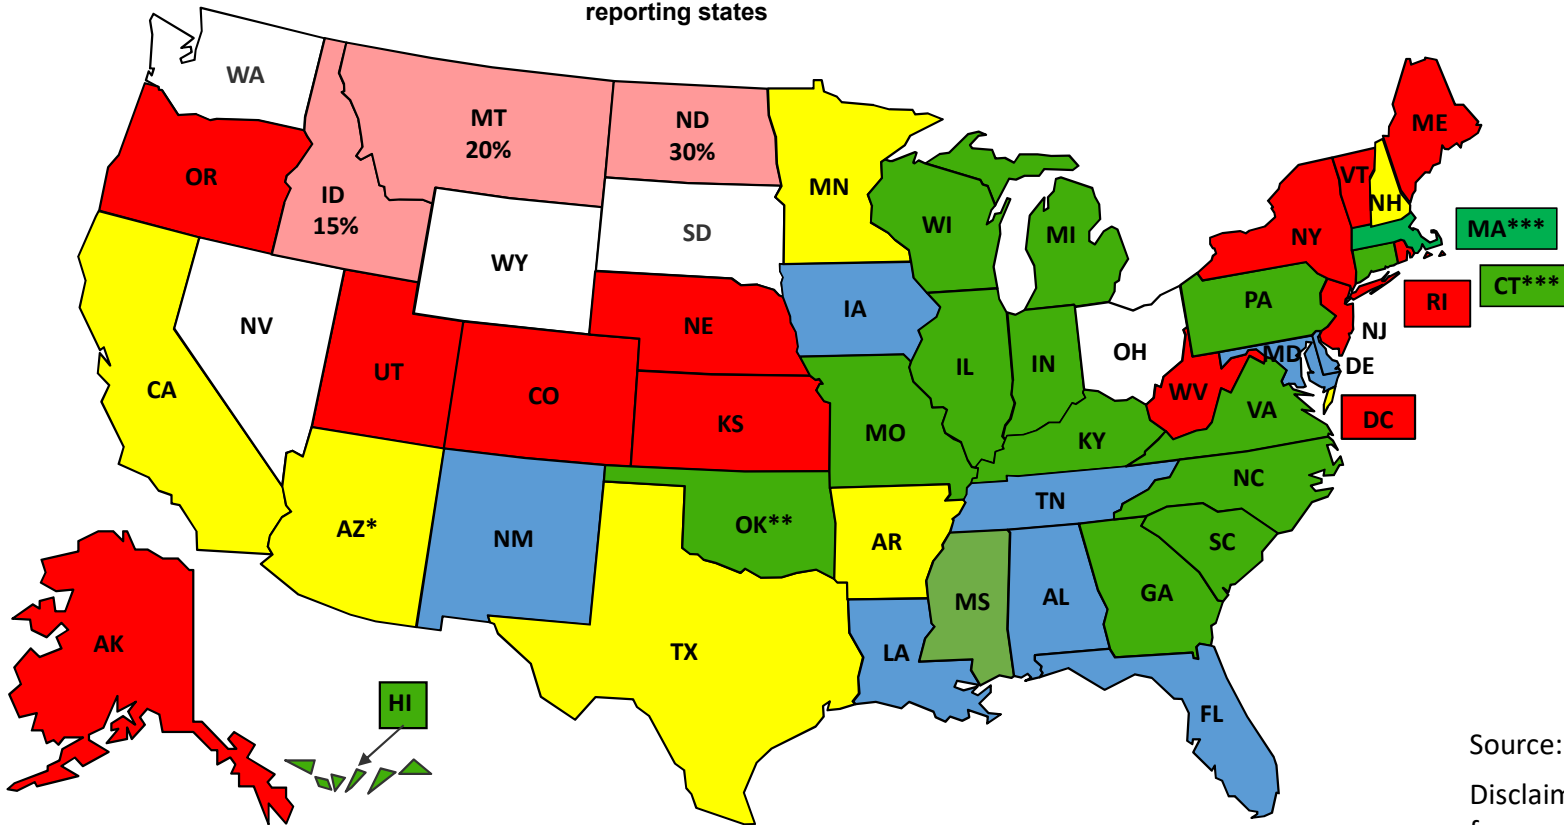 reporting states
WA
MT
20%
ND
30%
OR
ID
15%
MN
SD
WY
WI
MI
ME
VT
NH
NY
MA***
CT***
RI
PA
NJ
IA
NE
NV
OH
IL
IN
MD
DE
UT
CO
CA
KS
MO
WV
VA
DC
KY
NC
TN
OK**
AZ*
NM
AR
SC
MS
AL
GA
TX
LA
AK
HI
FL
Source:
Disclaim